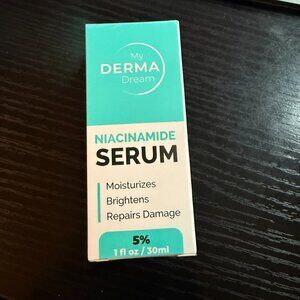 My
DERMA
Dream
NIACINAMIDE
SERUM
Moisturizes
Brightens
Repairs Damage
5%
1 fl oz / 30ml